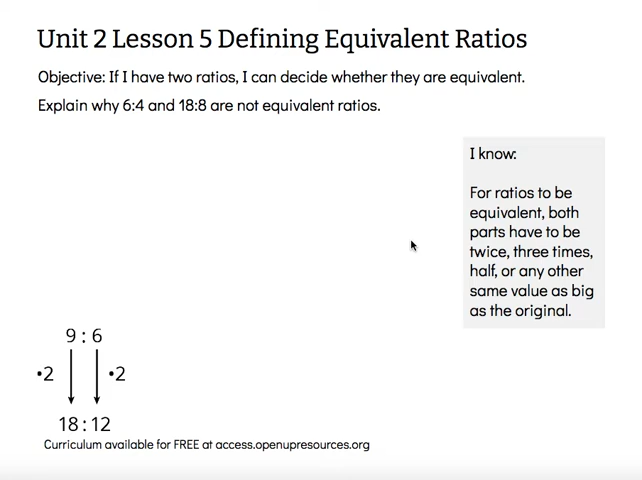 Unit 2 Lesson 5 Defining Equivalent Ratios
Objective: If I have two ratios, I can decide whether they are equivalent.
Explain why 6:4 and 18:8 are not equivalent ratios.
I know:
For ratios to be
equivalent, both
parts have to be
twice, three times,
half, or any other
same value as big
as the original.
9 : 6
•2 •2
18 : 12
Curriculum available for FREE at access.openupresources.org